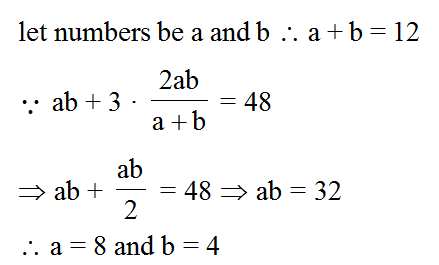 let numbers be a and b ∴ a + b = 12
∵ ab + 3 · 2ab/(a + b) = 48
⇒ ab + ab/2 = 48 ⇒ ab = 32
∴ a = 8 and b = 4